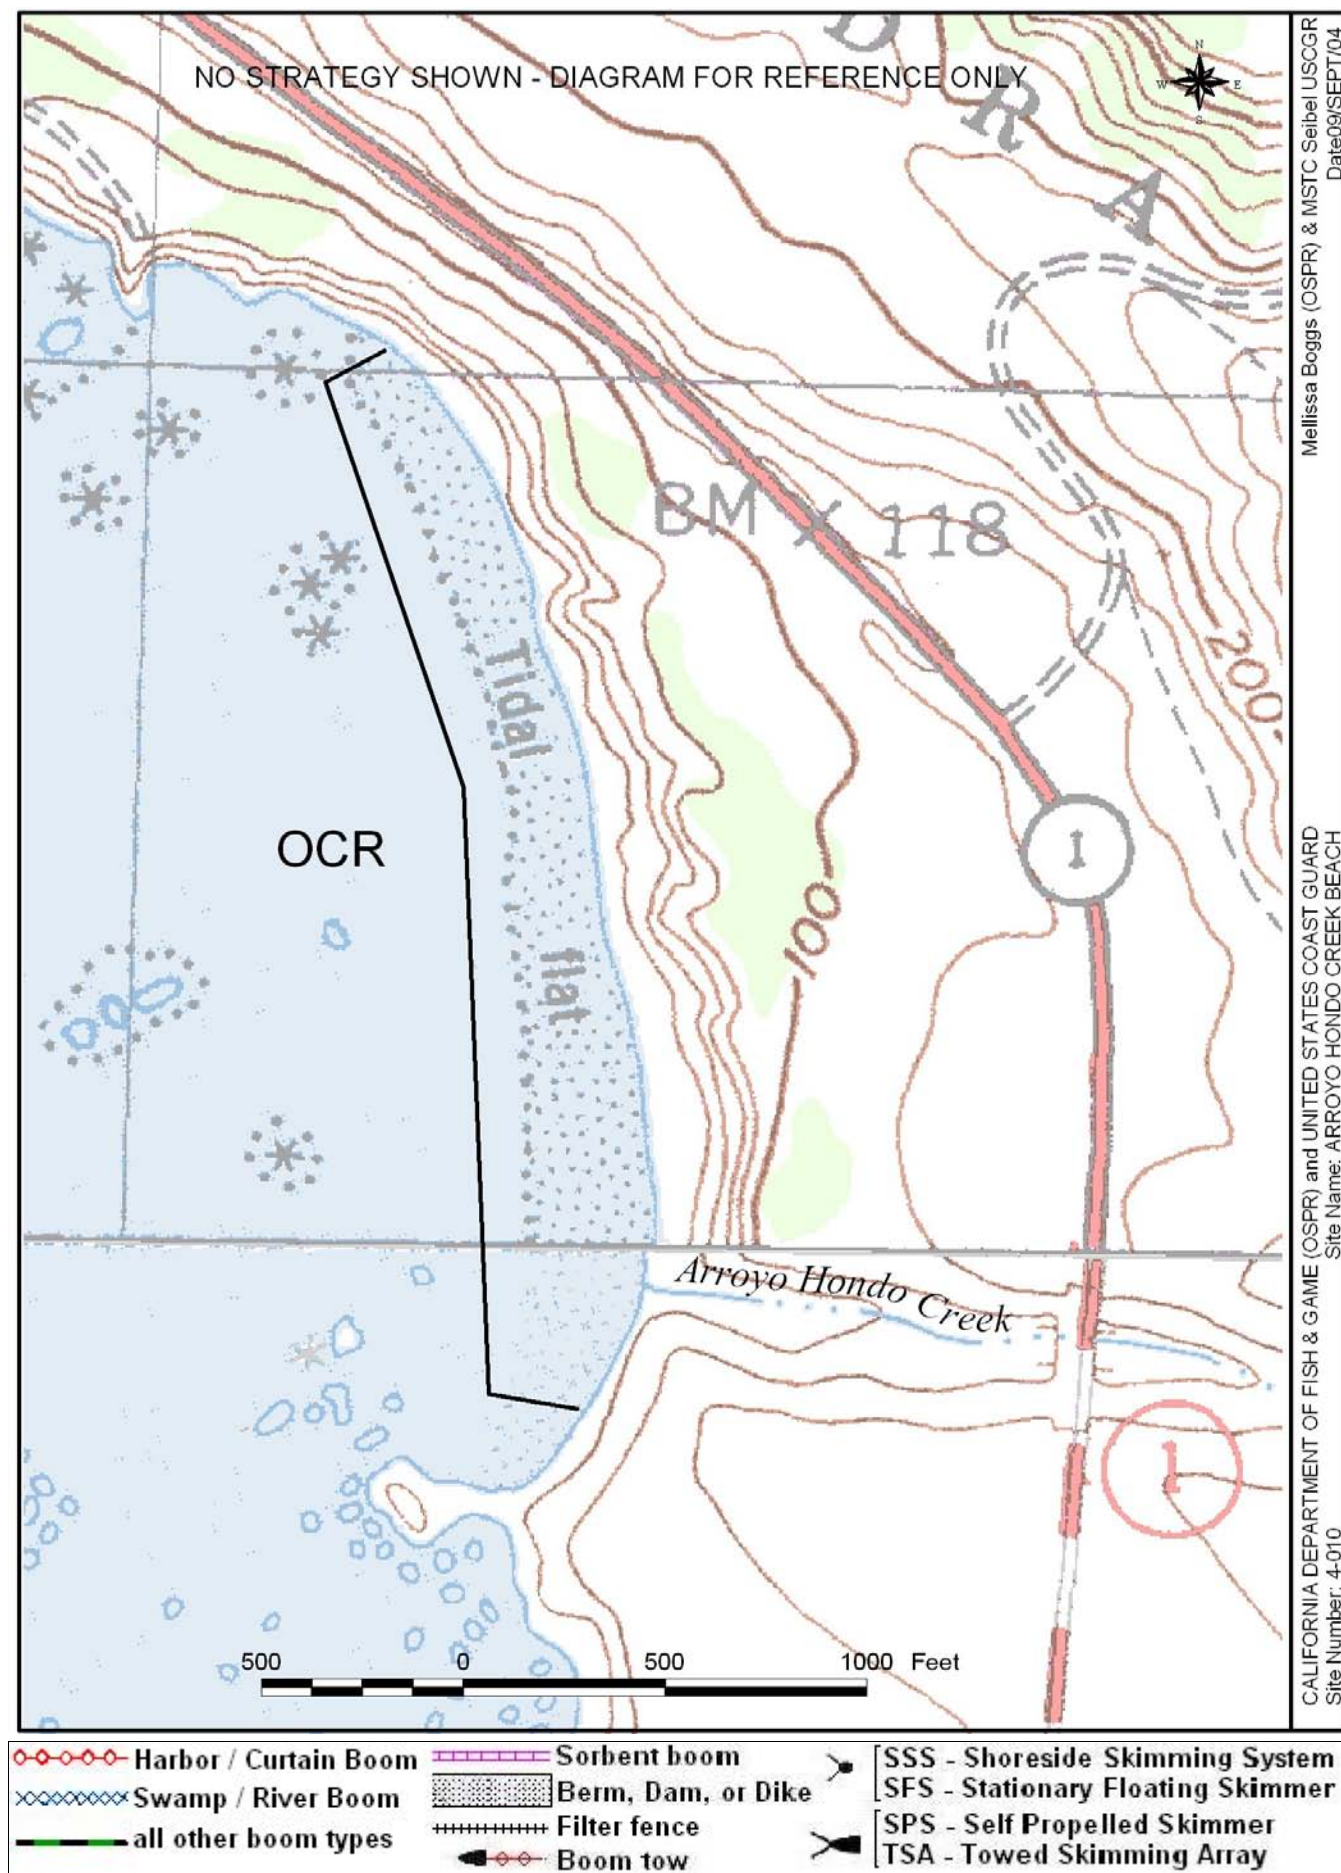 NO STRATEGY SHOWN - DIAGRAM FOR REFERENCE ONLY
D
R
A
N
W E
S
BM X 118
200
Tidal
flat
OCR
100
1
Arroyo Hondo Creek
1
500 0 500 1000 Feet
Mellissa Boggs (OSPR) & MSTC Seibel USCGR
Date09/SEPT/04
CALIFORNIA DEPARTMENT OF FISH & GAME (OSPR) and UNITED STATES COAST GUARD
Site Number: 4-010 Site Name: ARROYO HONDO CREEK BEACH
Harbor / Curtain Boom
Swamp / River Boom
all other boom types
Sorbent boom
Berm, Dam, or Dike
Filter fence
Boom tow
SSS - Shoreside Skimming System
SFS - Stationary Floating Skimmer
SPS - Self Propelled Skimmer
TSA - Towed Skimming Array